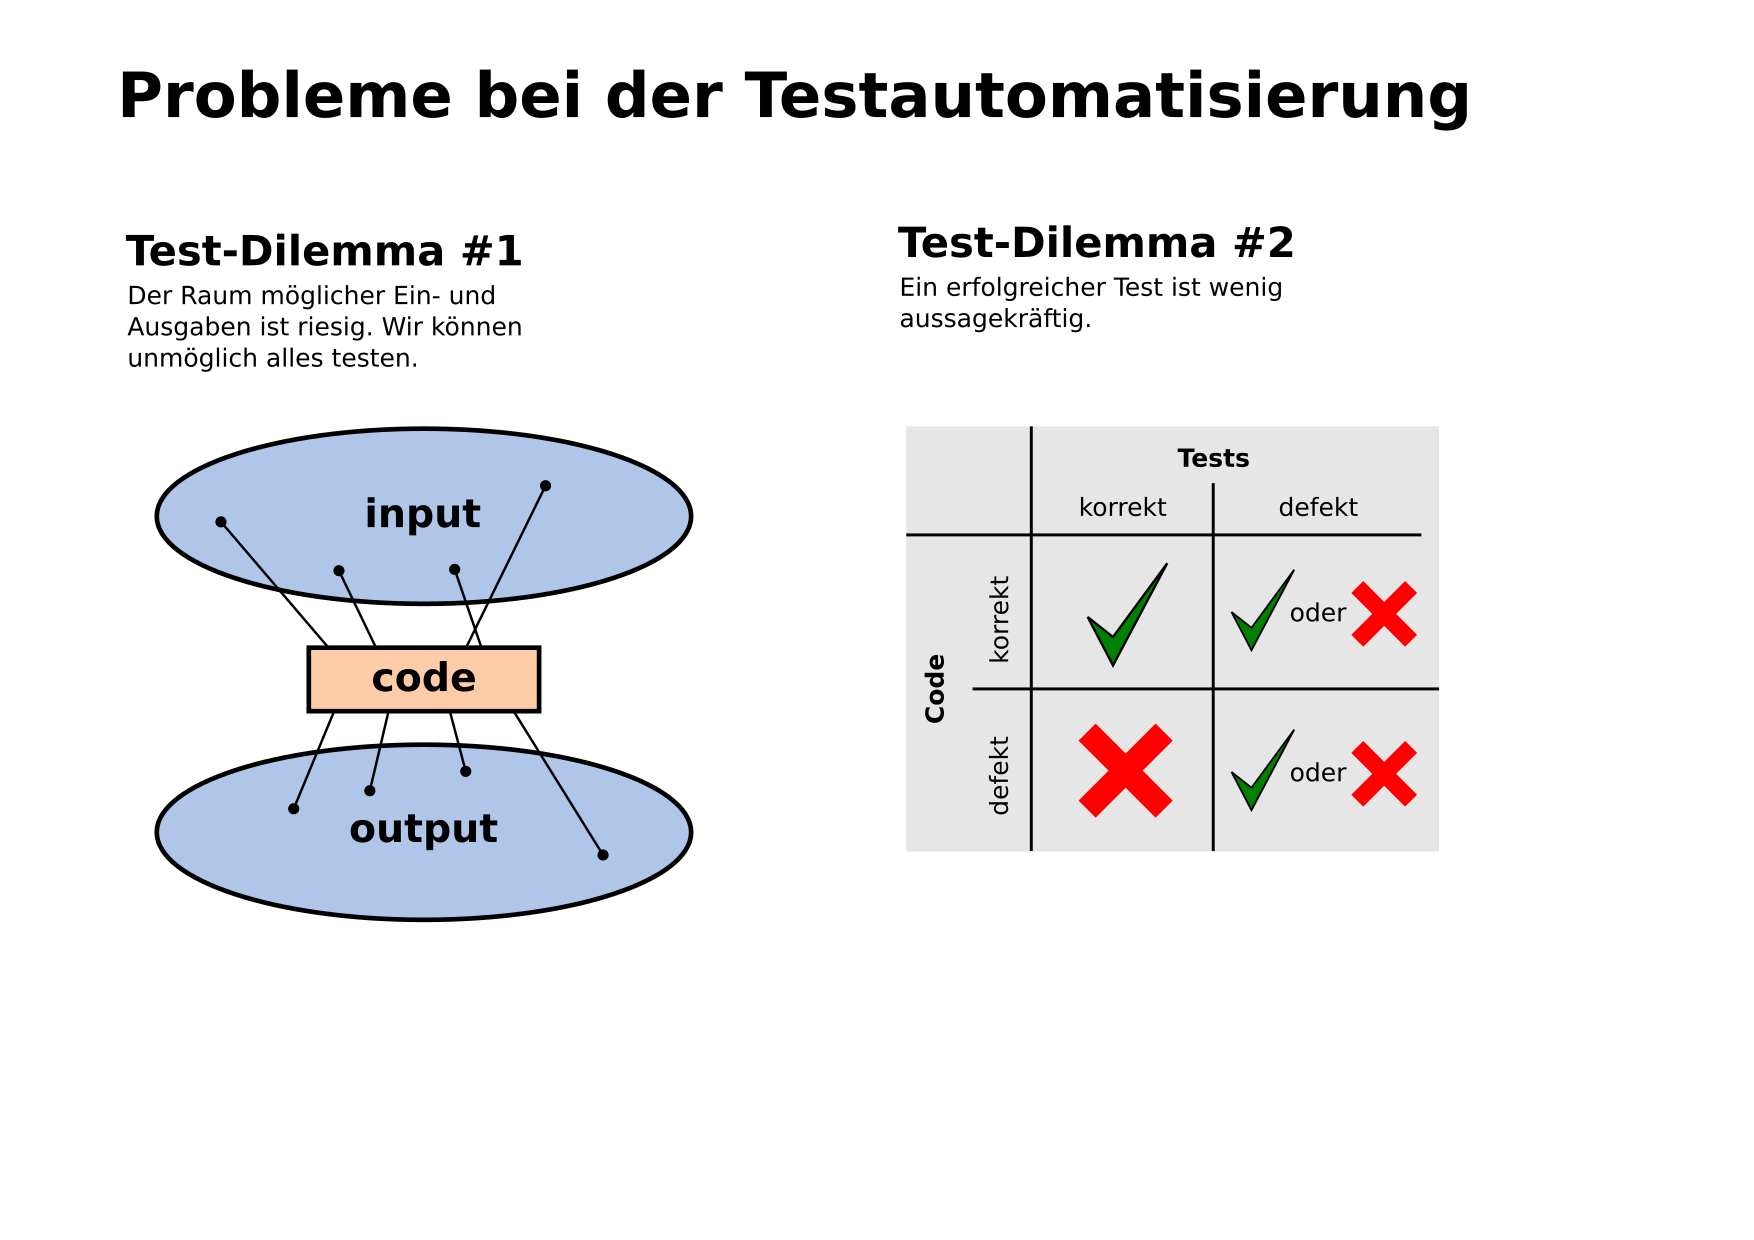 Probleme bei der Testautomatisierung
Test-Dilemma #1
Der Raum möglicher Ein- und
Ausgaben ist riesig. Wir können
unmöglich alles testen.
input
code
output
Test-Dilemma #2
Ein erfolgreicher Test ist wenig
aussagekräftig.
Tests
korrekt
defekt
Code
korrekt
oder
defekt
oder